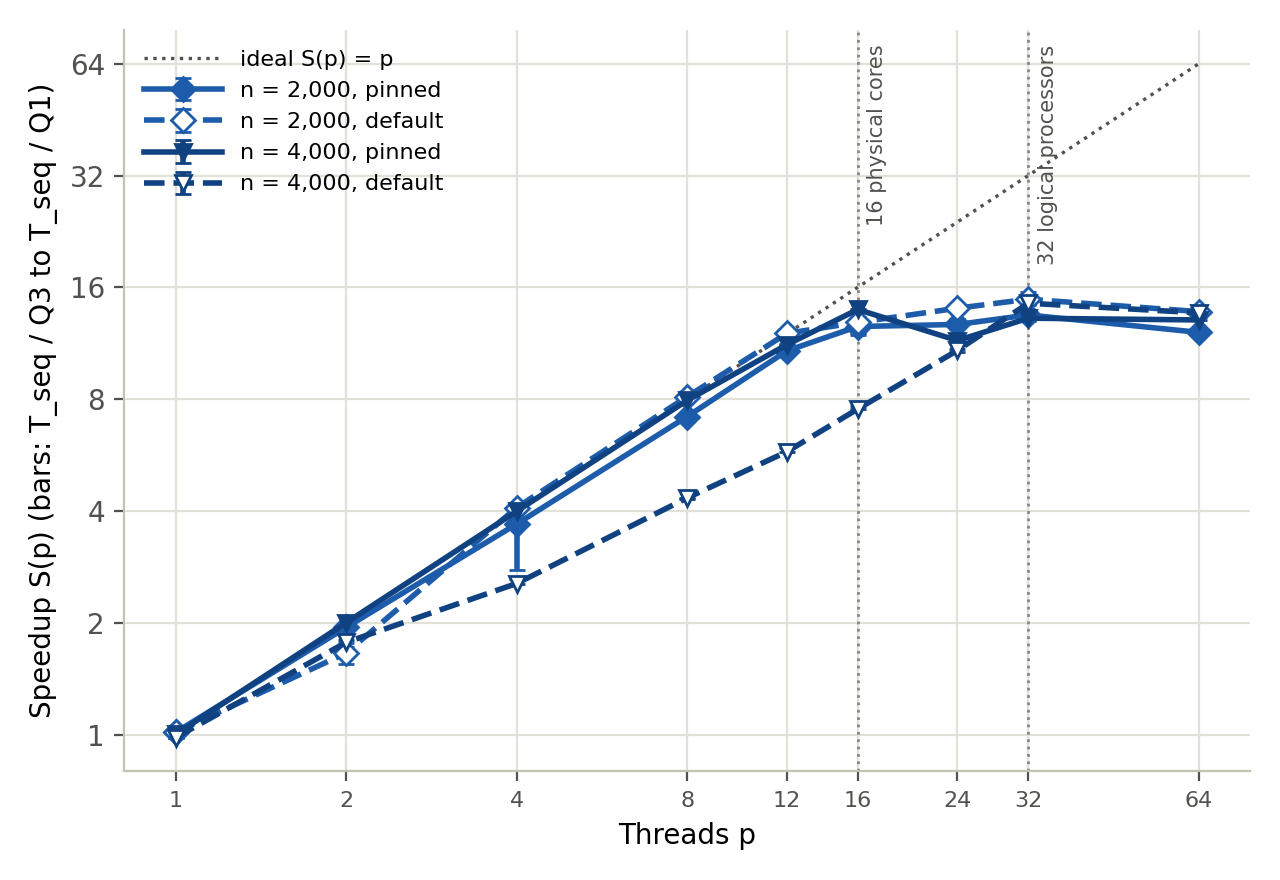 ideal S(p) = p
n = 2,000, pinned
n = 2,000, default
n = 4,000, pinned
n = 4,000, default
16 physical cores
32 logical processors
Speedup S(p) (bars: T_seq / Q3 to T_seq / Q1)
64
32
16
8
4
2
1
1 2 4 8 12 16 24 32 64
Threads p